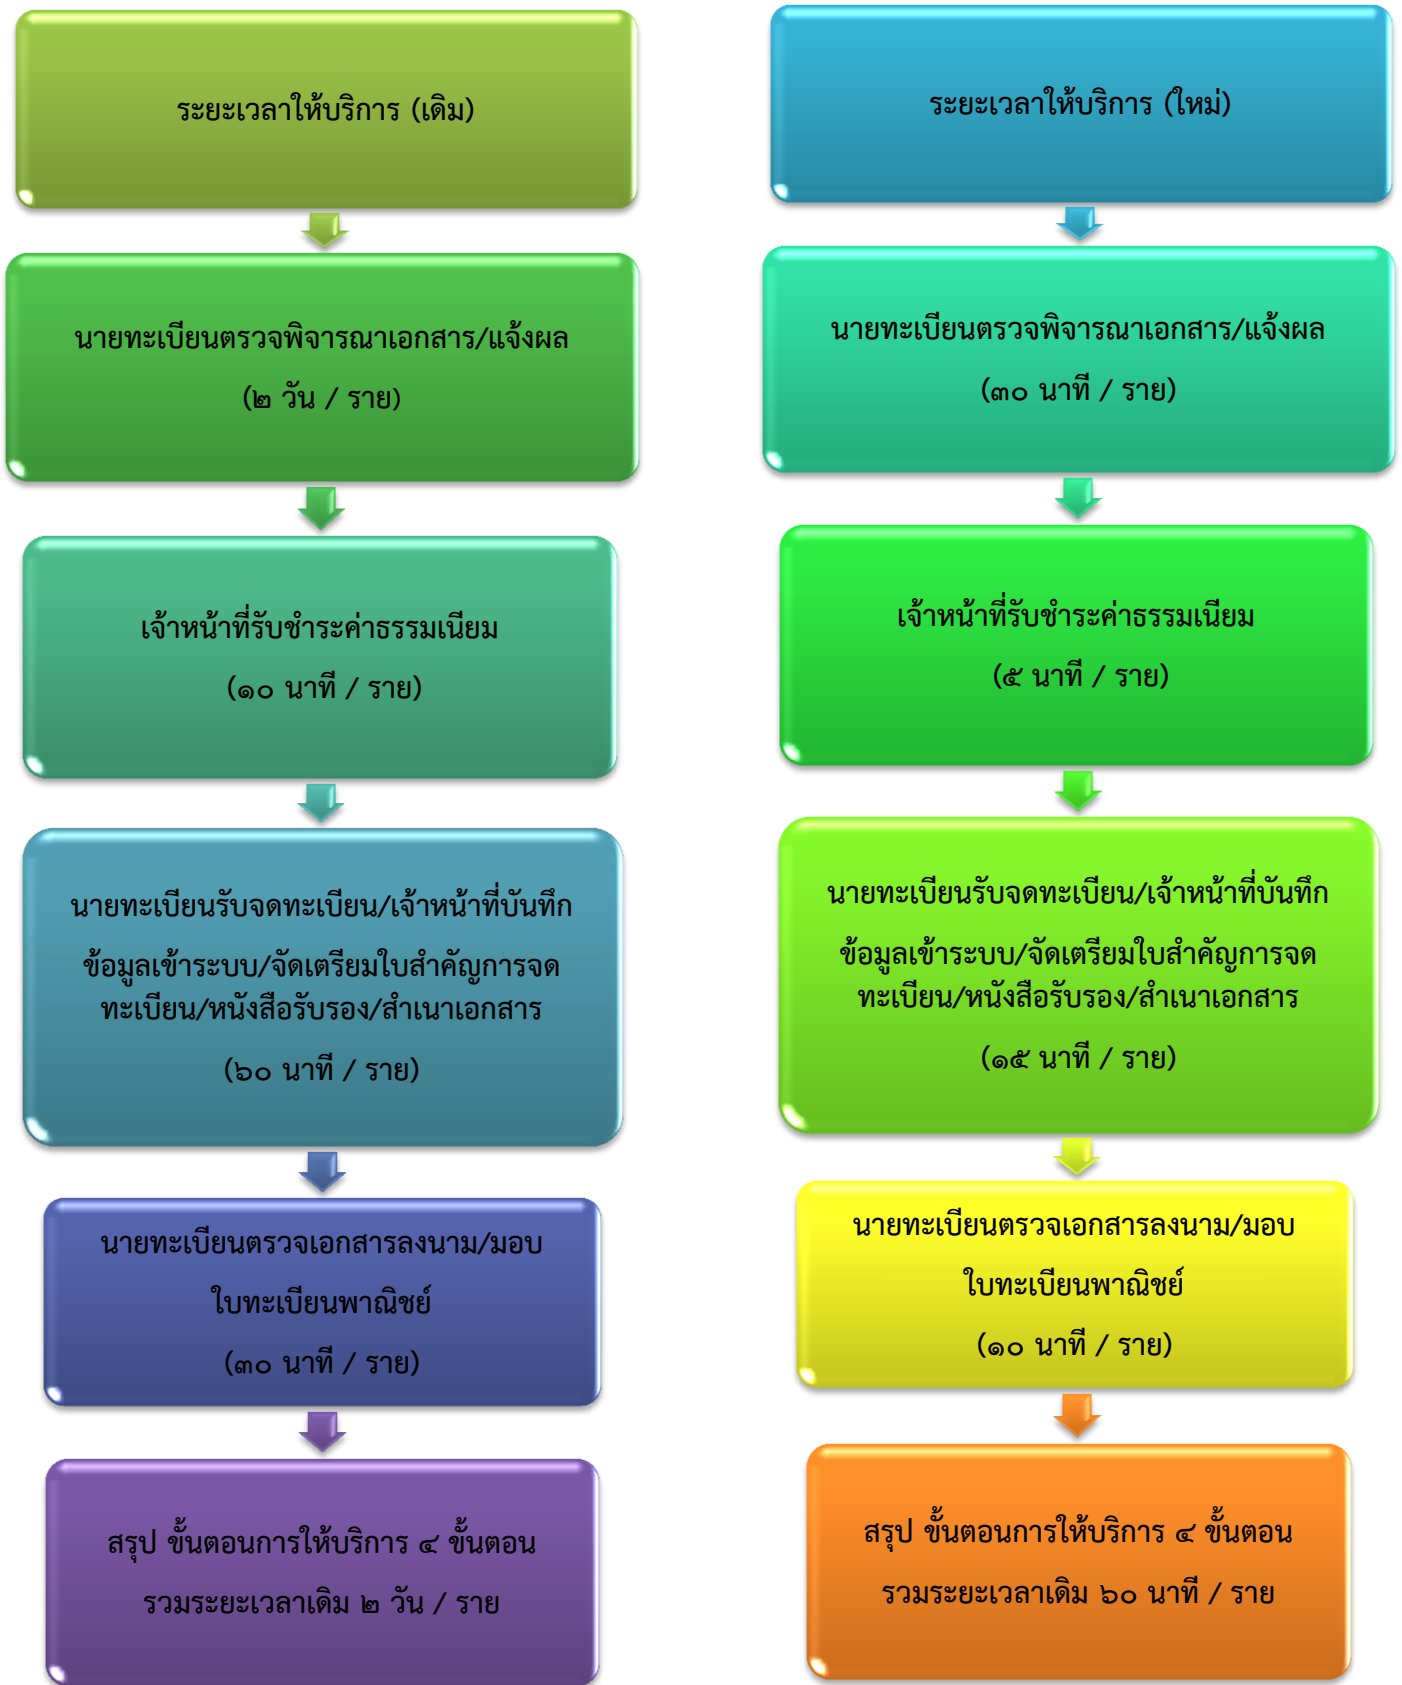 ระยะเวลาให้บริการ (เดิม)
นายทะเบียนตรวจพิจารณาเอกสาร/แจ้งผล
(๒ วัน / ราย)
เจ้าหน้าที่รับชำระค่าธรรมเนียม
(๑๐ นาที / ราย)
นายทะเบียนรับจดทะเบียน/เจ้าหน้าที่บันทึก
ข้อมูลเข้าระบบ/จัดเตรียมใบสำคัญการจด
ทะเบียน/หนังสือรับรอง/สำเนาเอกสาร
(๖๐ นาที / ราย)
นายทะเบียนตรวจเอกสารลงนาม/มอบ
ใบทะเบียนพาณิชย์
(๓๐ นาที / ราย)
สรุป ขั้นตอนการให้บริการ ๔ ขั้นตอน
รวมระยะเวลาเดิม ๒ วัน / ราย
ระยะเวลาให้บริการ (ใหม่)
นายทะเบียนตรวจพิจารณาเอกสาร/แจ้งผล
(๓๐ นาที / ราย)
เจ้าหน้าที่รับชำระค่าธรรมเนียม
(๕ นาที / ราย)
นายทะเบียนรับจดทะเบียน/เจ้าหน้าที่บันทึก
ข้อมูลเข้าระบบ/จัดเตรียมใบสำคัญการจด
ทะเบียน/หนังสือรับรอง/สำเนาเอกสาร
(๑๕ นาที / ราย)
นายทะเบียนตรวจเอกสารลงนาม/มอบ
ใบทะเบียนพาณิชย์
(๑๐ นาที / ราย)
สรุป ขั้นตอนการให้บริการ ๔ ขั้นตอน
รวมระยะเวลาเดิม ๖๐ นาที / ราย